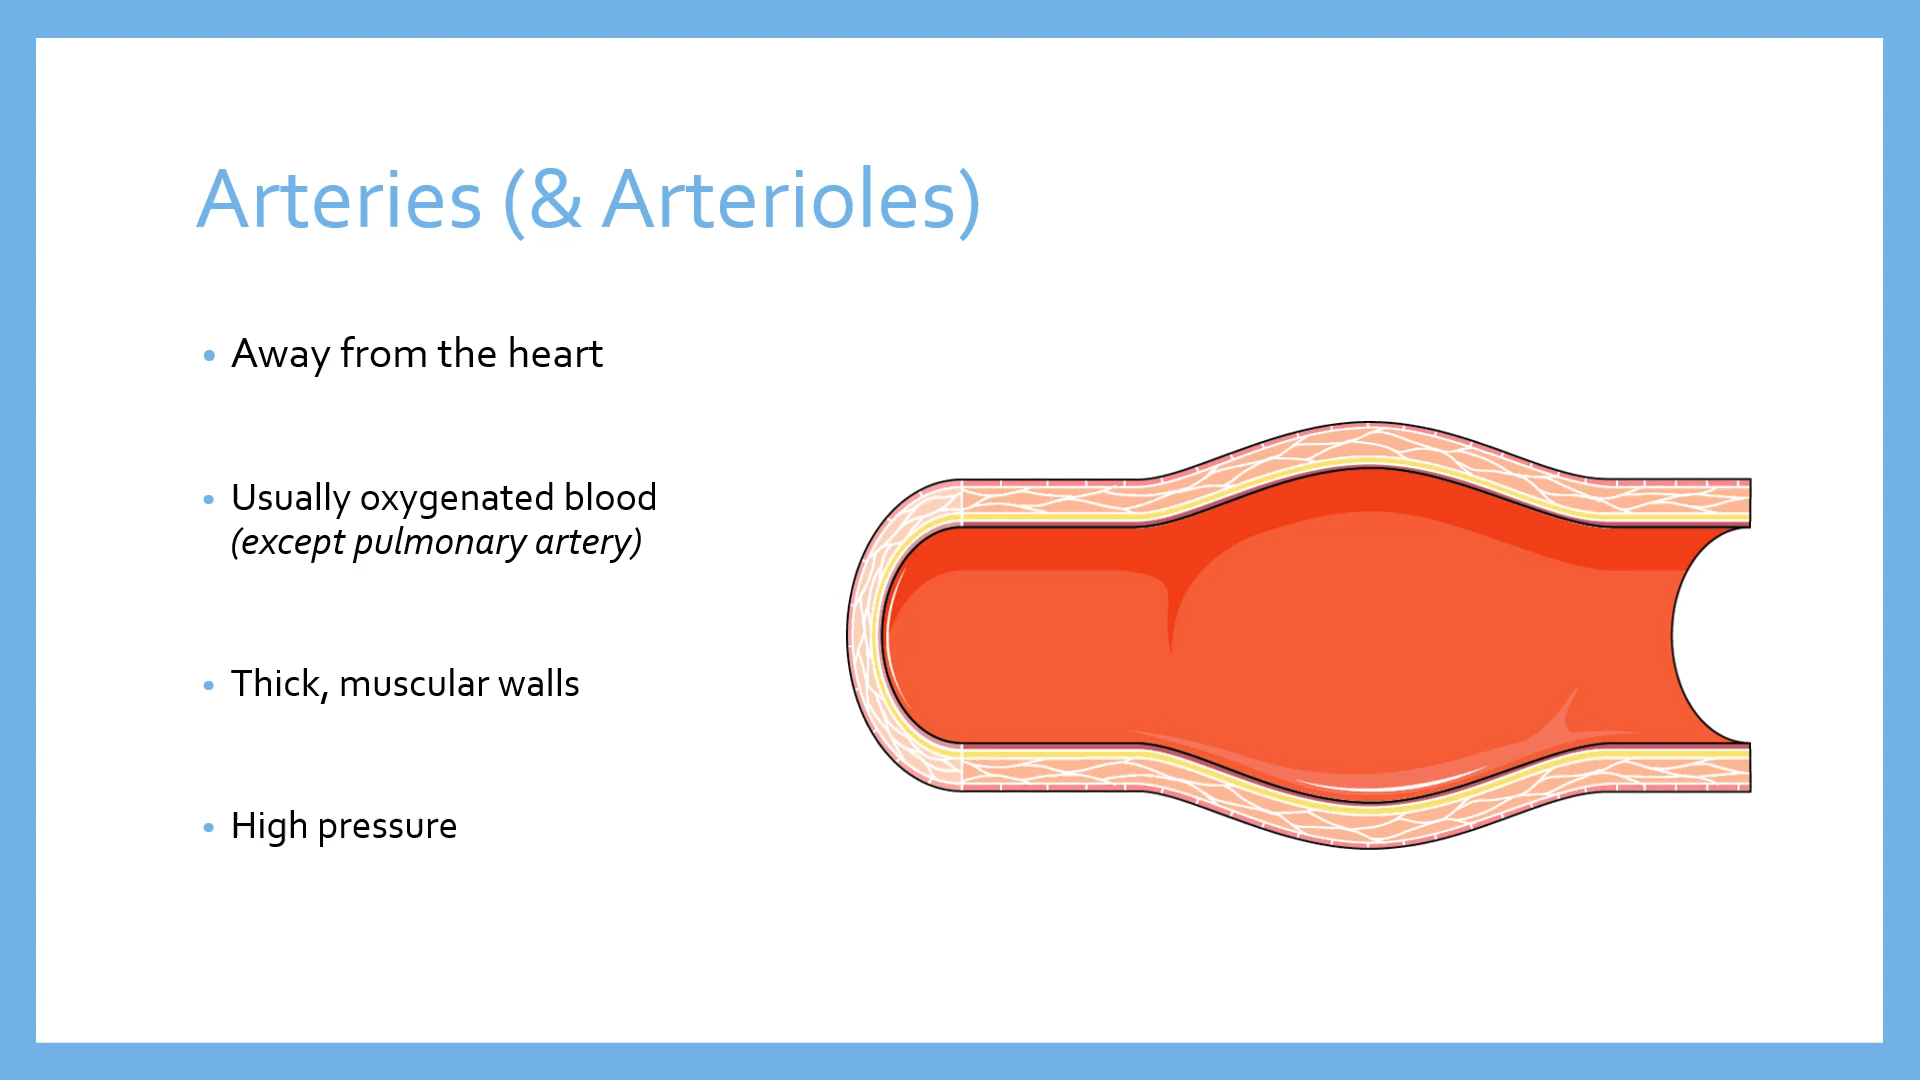 Arteries (& Arterioles)
• Away from the heart
• Usually oxygenated blood
(except pulmonary artery)
• Thick, muscular walls
• High pressure